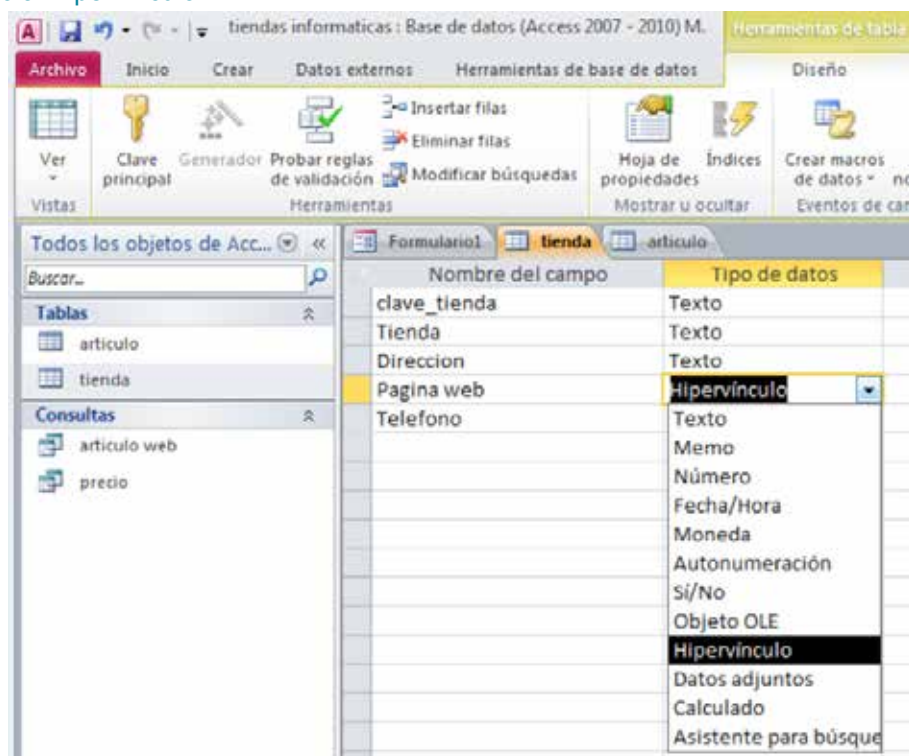 tiendas informaticas : Base de datos (Access 2007 - 2010) M.
Herramientas de tabla
Archivo Inicio Crear Datos externos Herramientas de base de datos Diseño
Ver
Clave principal
Generador
Probar reglas de validación
Insertar filas
Eliminar filas
Modificar búsquedas
Hoja de propiedades
Índices
Crear macros de datos
Vistas Herramientas Mostrar u ocultar Eventos de
Todos los objetos de Acc...
Buscar...
Tablas
articulo
tienda
Consultas
articulo web
precio
Formulario1 tienda articulo
Nombre del campo Tipo de datos
clave_tienda Texto
Tienda Texto
Direccion Texto
Pagina web Hipervínculo
Telefono Texto
Memo
Número
Fecha/Hora
Moneda
Autonumeración
Sí/No
Objeto OLE
Hipervínculo
Datos adjuntos
Calculado
Asistente para búsque